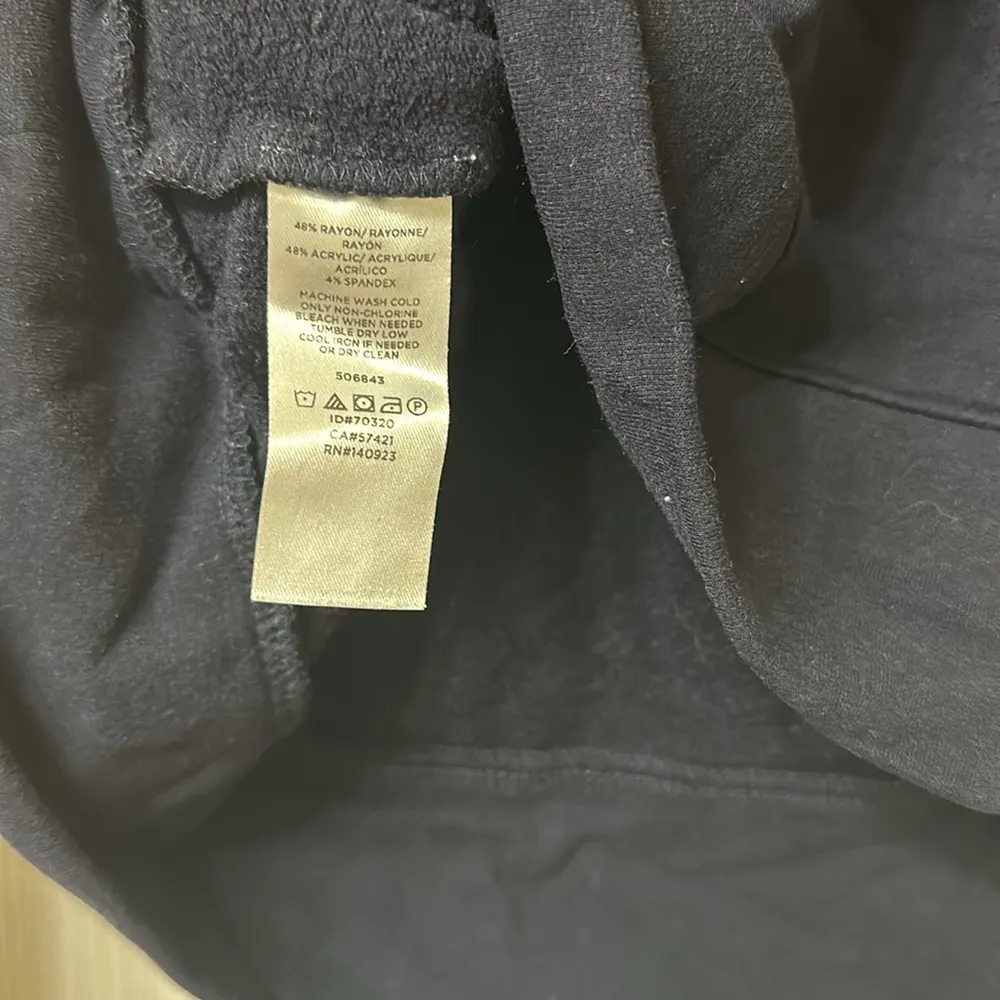 48% RAYON/ RAYONNE/
RAYÓN
48% ACRYLIC/ ACRYLIQUE/
ACRÍLICO
4% SPANDEX
MACHINE WASH COLD
ONLY NON-CHLORINE
BLEACH WHEN NEEDED
TUMBLE DRY LOW
COOL IRON IF NEEDED
OR DRY CLEAN
506843
P
ID#70320
CA#57421
RN#140923